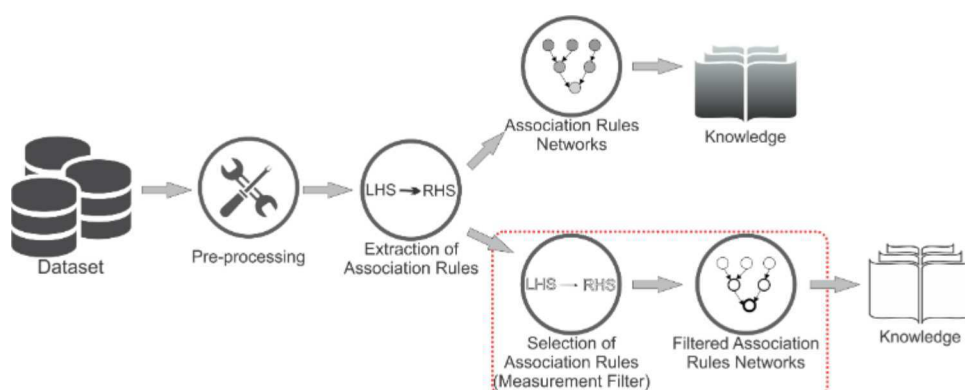 Association Rules
Networks
Knowledge
LHS RHS
Dataset
Pre-processing
Extraction of
Association Rules
LHS RHS
Selection of
Association Rules
(Measurement Filter)
Filtered Association
Rules Networks
Knowledge